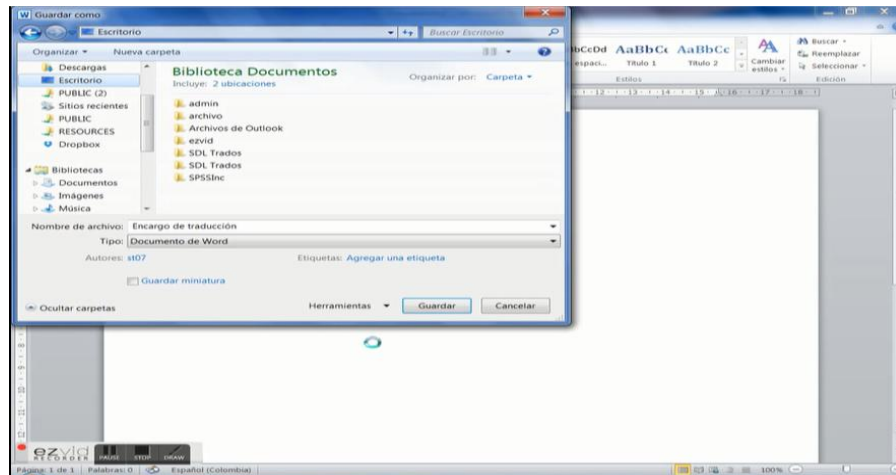 Guardar como
Escritorio
Buscar Escritorio
Organizar
Nueva carpeta
Descargas
Escritorio
PUBLIC (2)
Sitios recientes
PUBLIC
RESOURCES
Dropbox
Bibliotecas
Documentos
Imágenes
Música
Biblioteca Documentos
Incluye: 2 ubicaciones
Organizar por: Carpeta
admin
archivo
Archivos de Outlook
ezvid
SDL Trados
SDL Trados
SPSSInc
Nombre de archivo: Encargo de traducción
Tipo: Documento de Word
Autores: st07
Etiquetas: Agregar una etiqueta
Guardar miniatura
Ocultar carpetas
Herramientas
Guardar
Cancelar
AaBbCc AaBbCc
espaci... Título 1 Título 2
Cambiar estilos
Estilos
Buscar
Reemplazar
Seleccionar
Edición
ezvid
RECORDER
PAUSE STOP DRAW
Página: 1 de 1 Palabras: 0 Español (Colombia) 100%